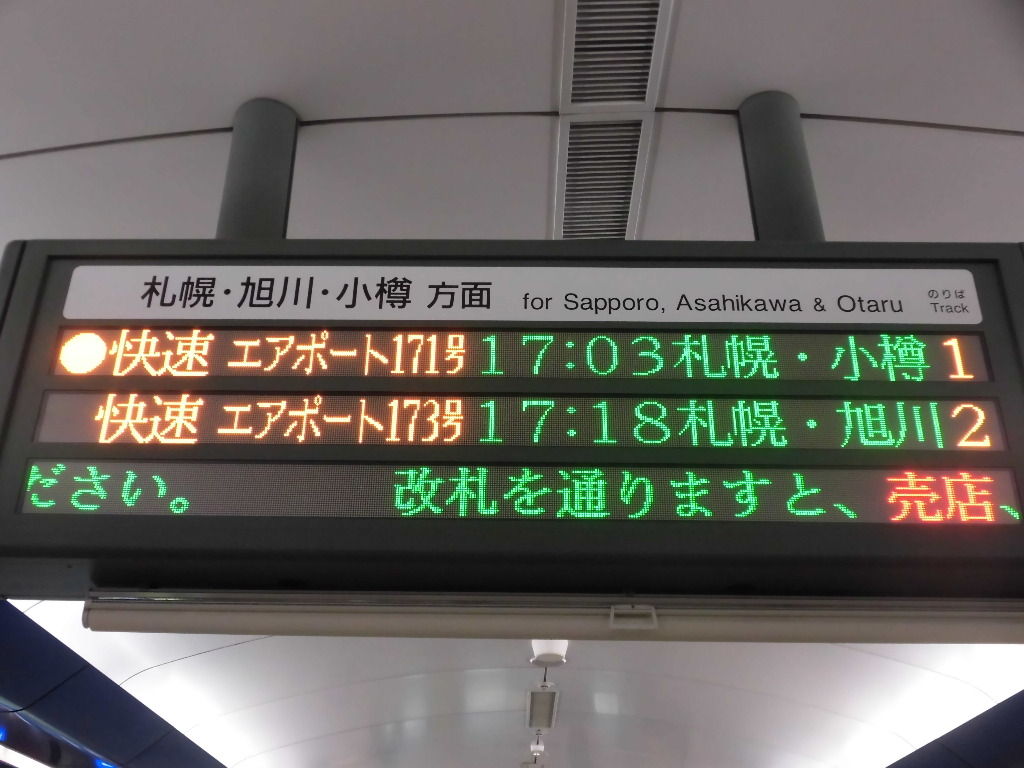 札幌・旭川・小樽 方面 for Sapporo, Asahikawa & Otaru のりば Track
快速 エアポート171号 17:03 札幌・小樽 1
快速 エアポート173号 17:18 札幌・旭川 2
ださい。 改札を通りますと、売店、